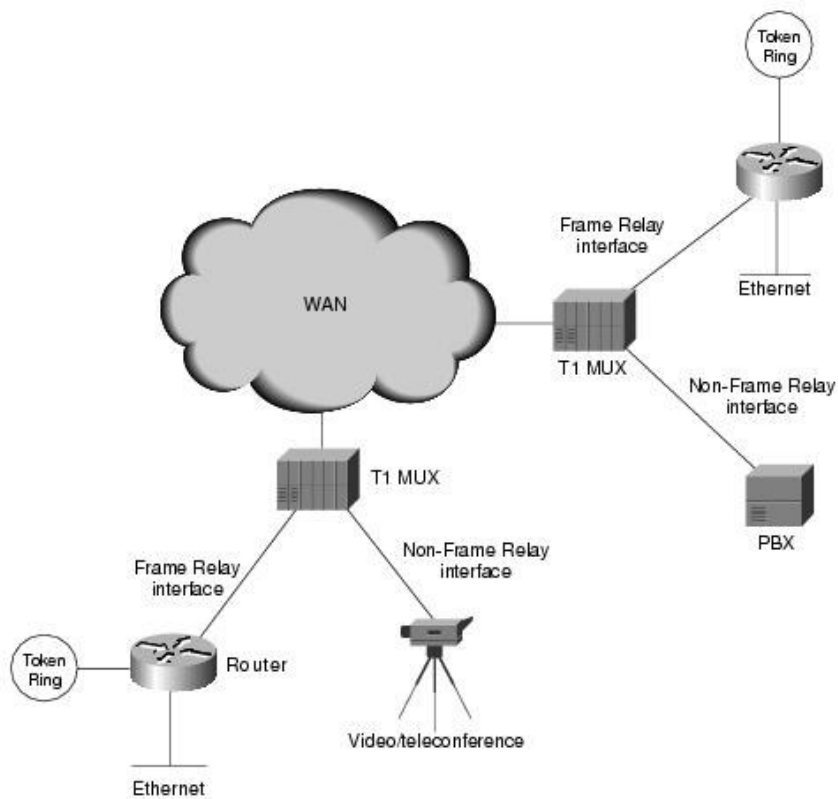 Token
Ring
Frame Relay
interface
Ethernet
WAN
T1 MUX
Non-Frame Relay
interface
T1 MUX
PBX
Non-Frame Relay
interface
Frame Relay
interface
Token
Ring
Router
Video/teleconference
Ethernet